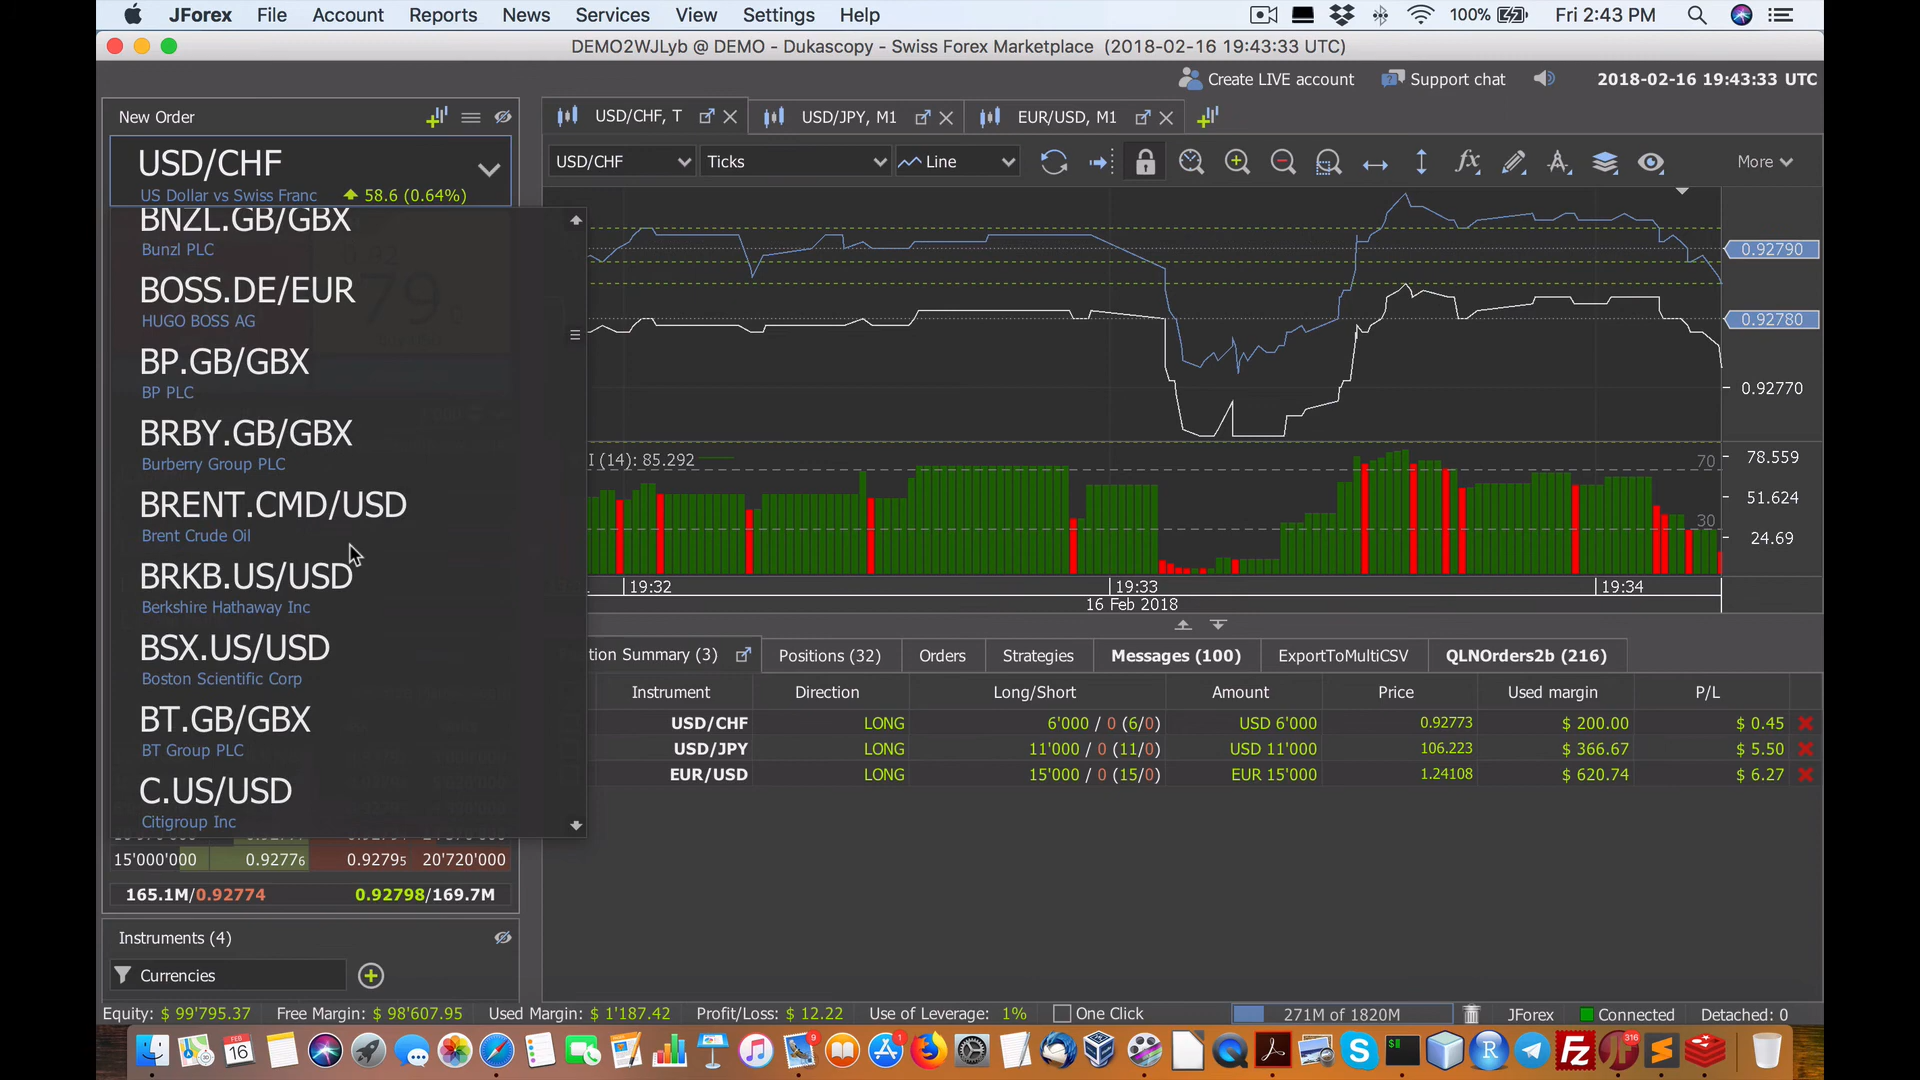 JForex File Account Reports News Services View Settings Help 100% Fri 2:43 PM
DEMO2WJLyb @ DEMO - Dukascopy - Swiss Forex Marketplace (2018-02-16 19:43:33 UTC)
Create LIVE account Support chat 2018-02-16 19:43:33 UTC
New Order
USD/CHF
US Dollar vs Swiss Franc 58.6 (0.64%)
BNZL.GB/GBX
Bunzl PLC
BOSS.DE/EUR
HUGO BOSS AG
BP.GB/GBX
BP PLC
BRBY.GB/GBX
Burberry Group PLC
BRENT.CMD/USD
Brent Crude Oil
BRKB.US/USD
Berkshire Hathaway Inc
BSX.US/USD
Boston Scientific Corp
BT.GB/GBX
BT Group PLC
C.US/USD
Citigroup Inc
15'000'000 0.92776 0.92795 20'720'000
165.1M/0.92774 0.92798/169.7M
Instruments (4)
Currencies
USD/CHF, T USD/JPY, M1 EUR/USD, M1
USD/CHF Ticks Line More
0.92790
0.92780
0.92770
I (14): 85.292
70 78.559
51.624
30
24.69
19:32 19:33 19:34
16 Feb 2018
tion Summary (3) Positions (32) Orders Strategies Messages (100) ExportToMultiCSV QLNOrders2b (216)
Instrument Direction Long/Short Amount Price Used margin P/L
USD/CHF LONG 6'000 / 0 (6/0) USD 6'000 0.92773 $ 200.00 $ 0.45
USD/JPY LONG 11'000 / 0 (11/0) USD 11'000 106.223 $ 366.67 $ 5.50
EUR/USD LONG 15'000 / 0 (15/0) EUR 15'000 1.24108 $ 620.74 $ 6.27
Equity: $ 99'795.37 Free Margin: $ 98'607.95 Used Margin: $ 1'187.42 Profit/Loss: $ 12.22 Use of Leverage: 1% One Click 271M of 1820M JForex Connected Detached: 0
FEB
16
9
1
316